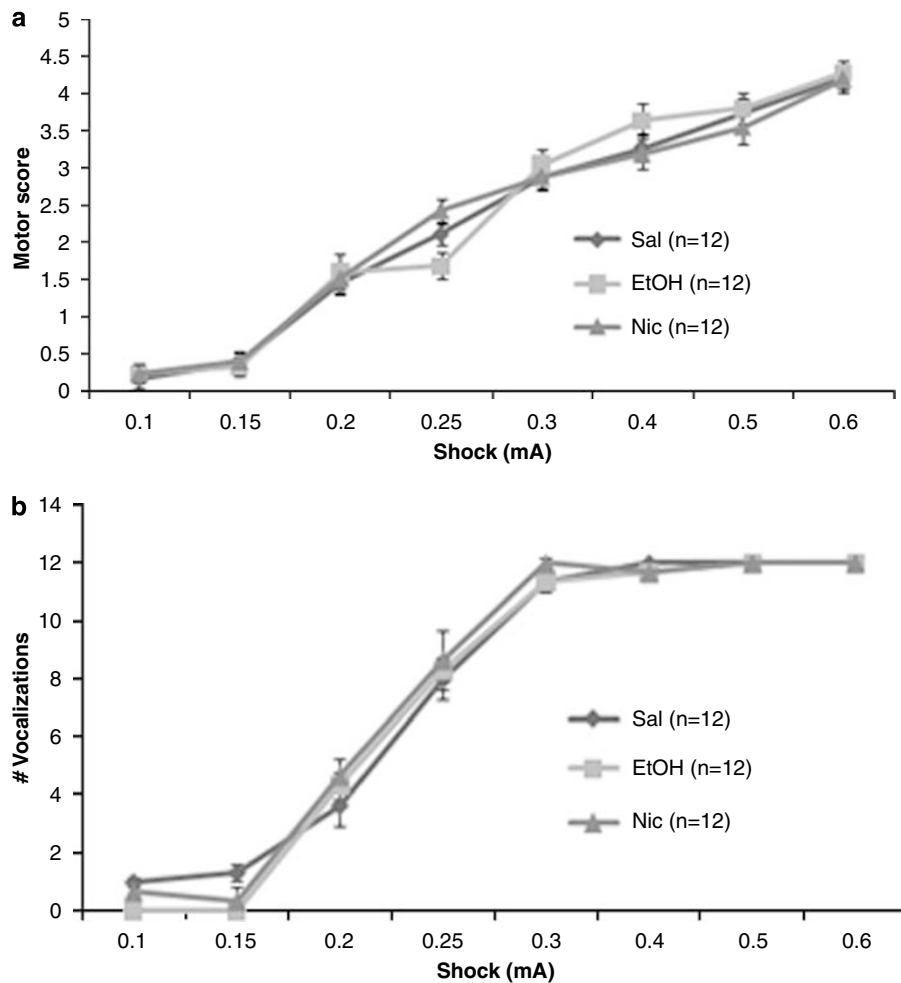 a
5
4.5
4
3.5
3
2.5
2
1.5
1
0.5
0
Motor score
Sal (n=12)
EtOH (n=12)
Nic (n=12)
0.1 0.15 0.2 0.25 0.3 0.4 0.5 0.6
Shock (mA)
b
14
12
10
8
6
4
2
0
# Vocalizations
Sal (n=12)
EtOH (n=12)
Nic (n=12)
0.1 0.15 0.2 0.25 0.3 0.4 0.5 0.6
Shock (mA)